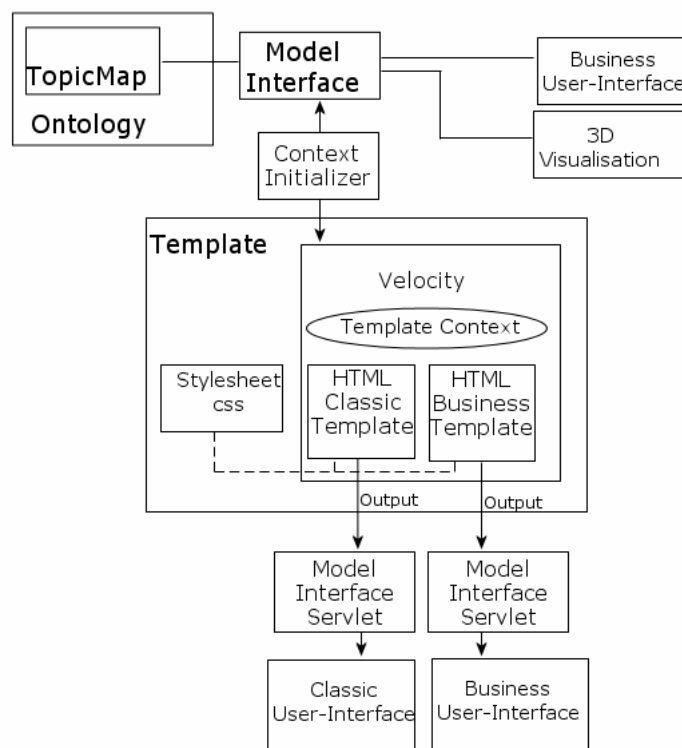 TopicMap
Ontology
Model
Interface
Business
User-Interface
3D
Visualisation
Context
Initializer
Template
Velocity
Template Context
Stylesheet
css
HTML
Classic
Template
HTML
Business
Template
Output
Output
Model
Interface
Servlet
Model
Interface
Servlet
Classic
User-Interface
Business
User-Interface